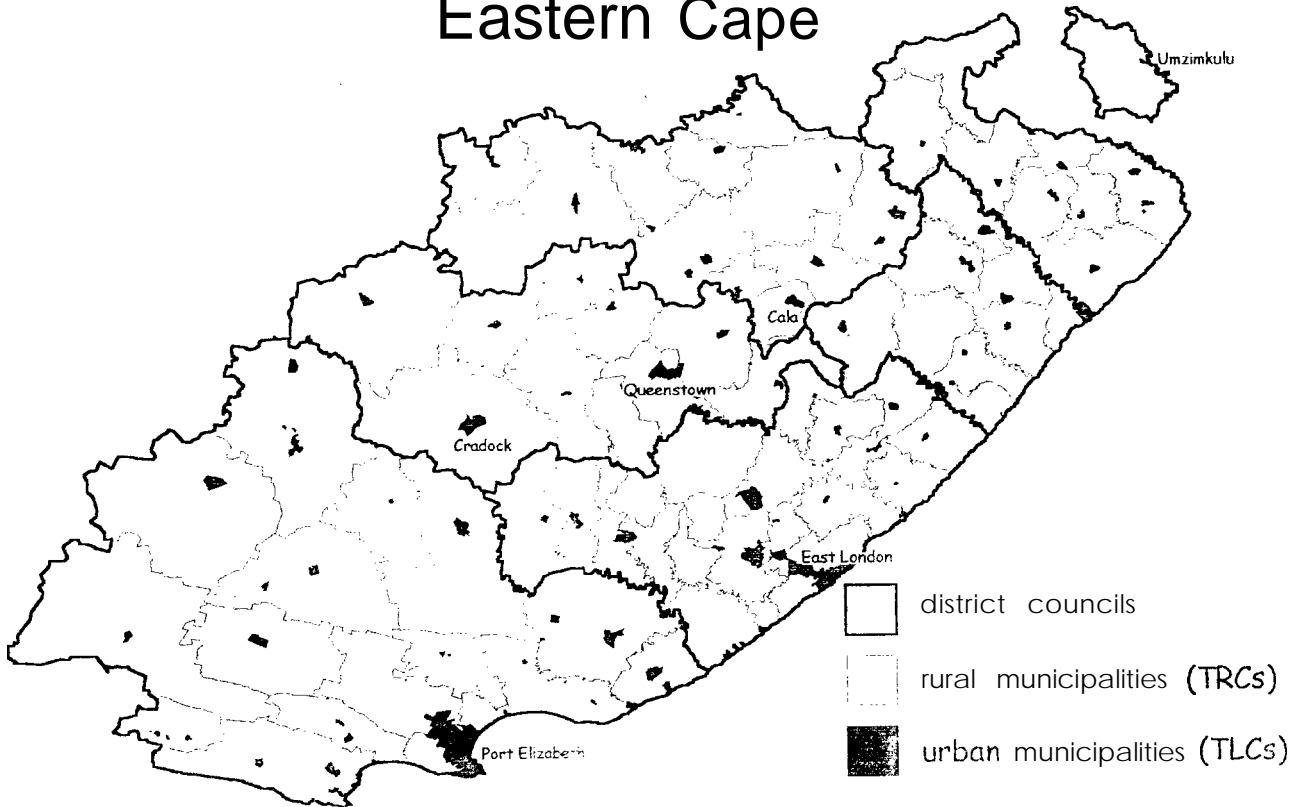 Eastern Cape
Umzimkulu
Cala
Queenstown
Cradock
East London
district councils
rural municipalities (TRCs)
urban municipalities (TLCs)
Port Elizabeth